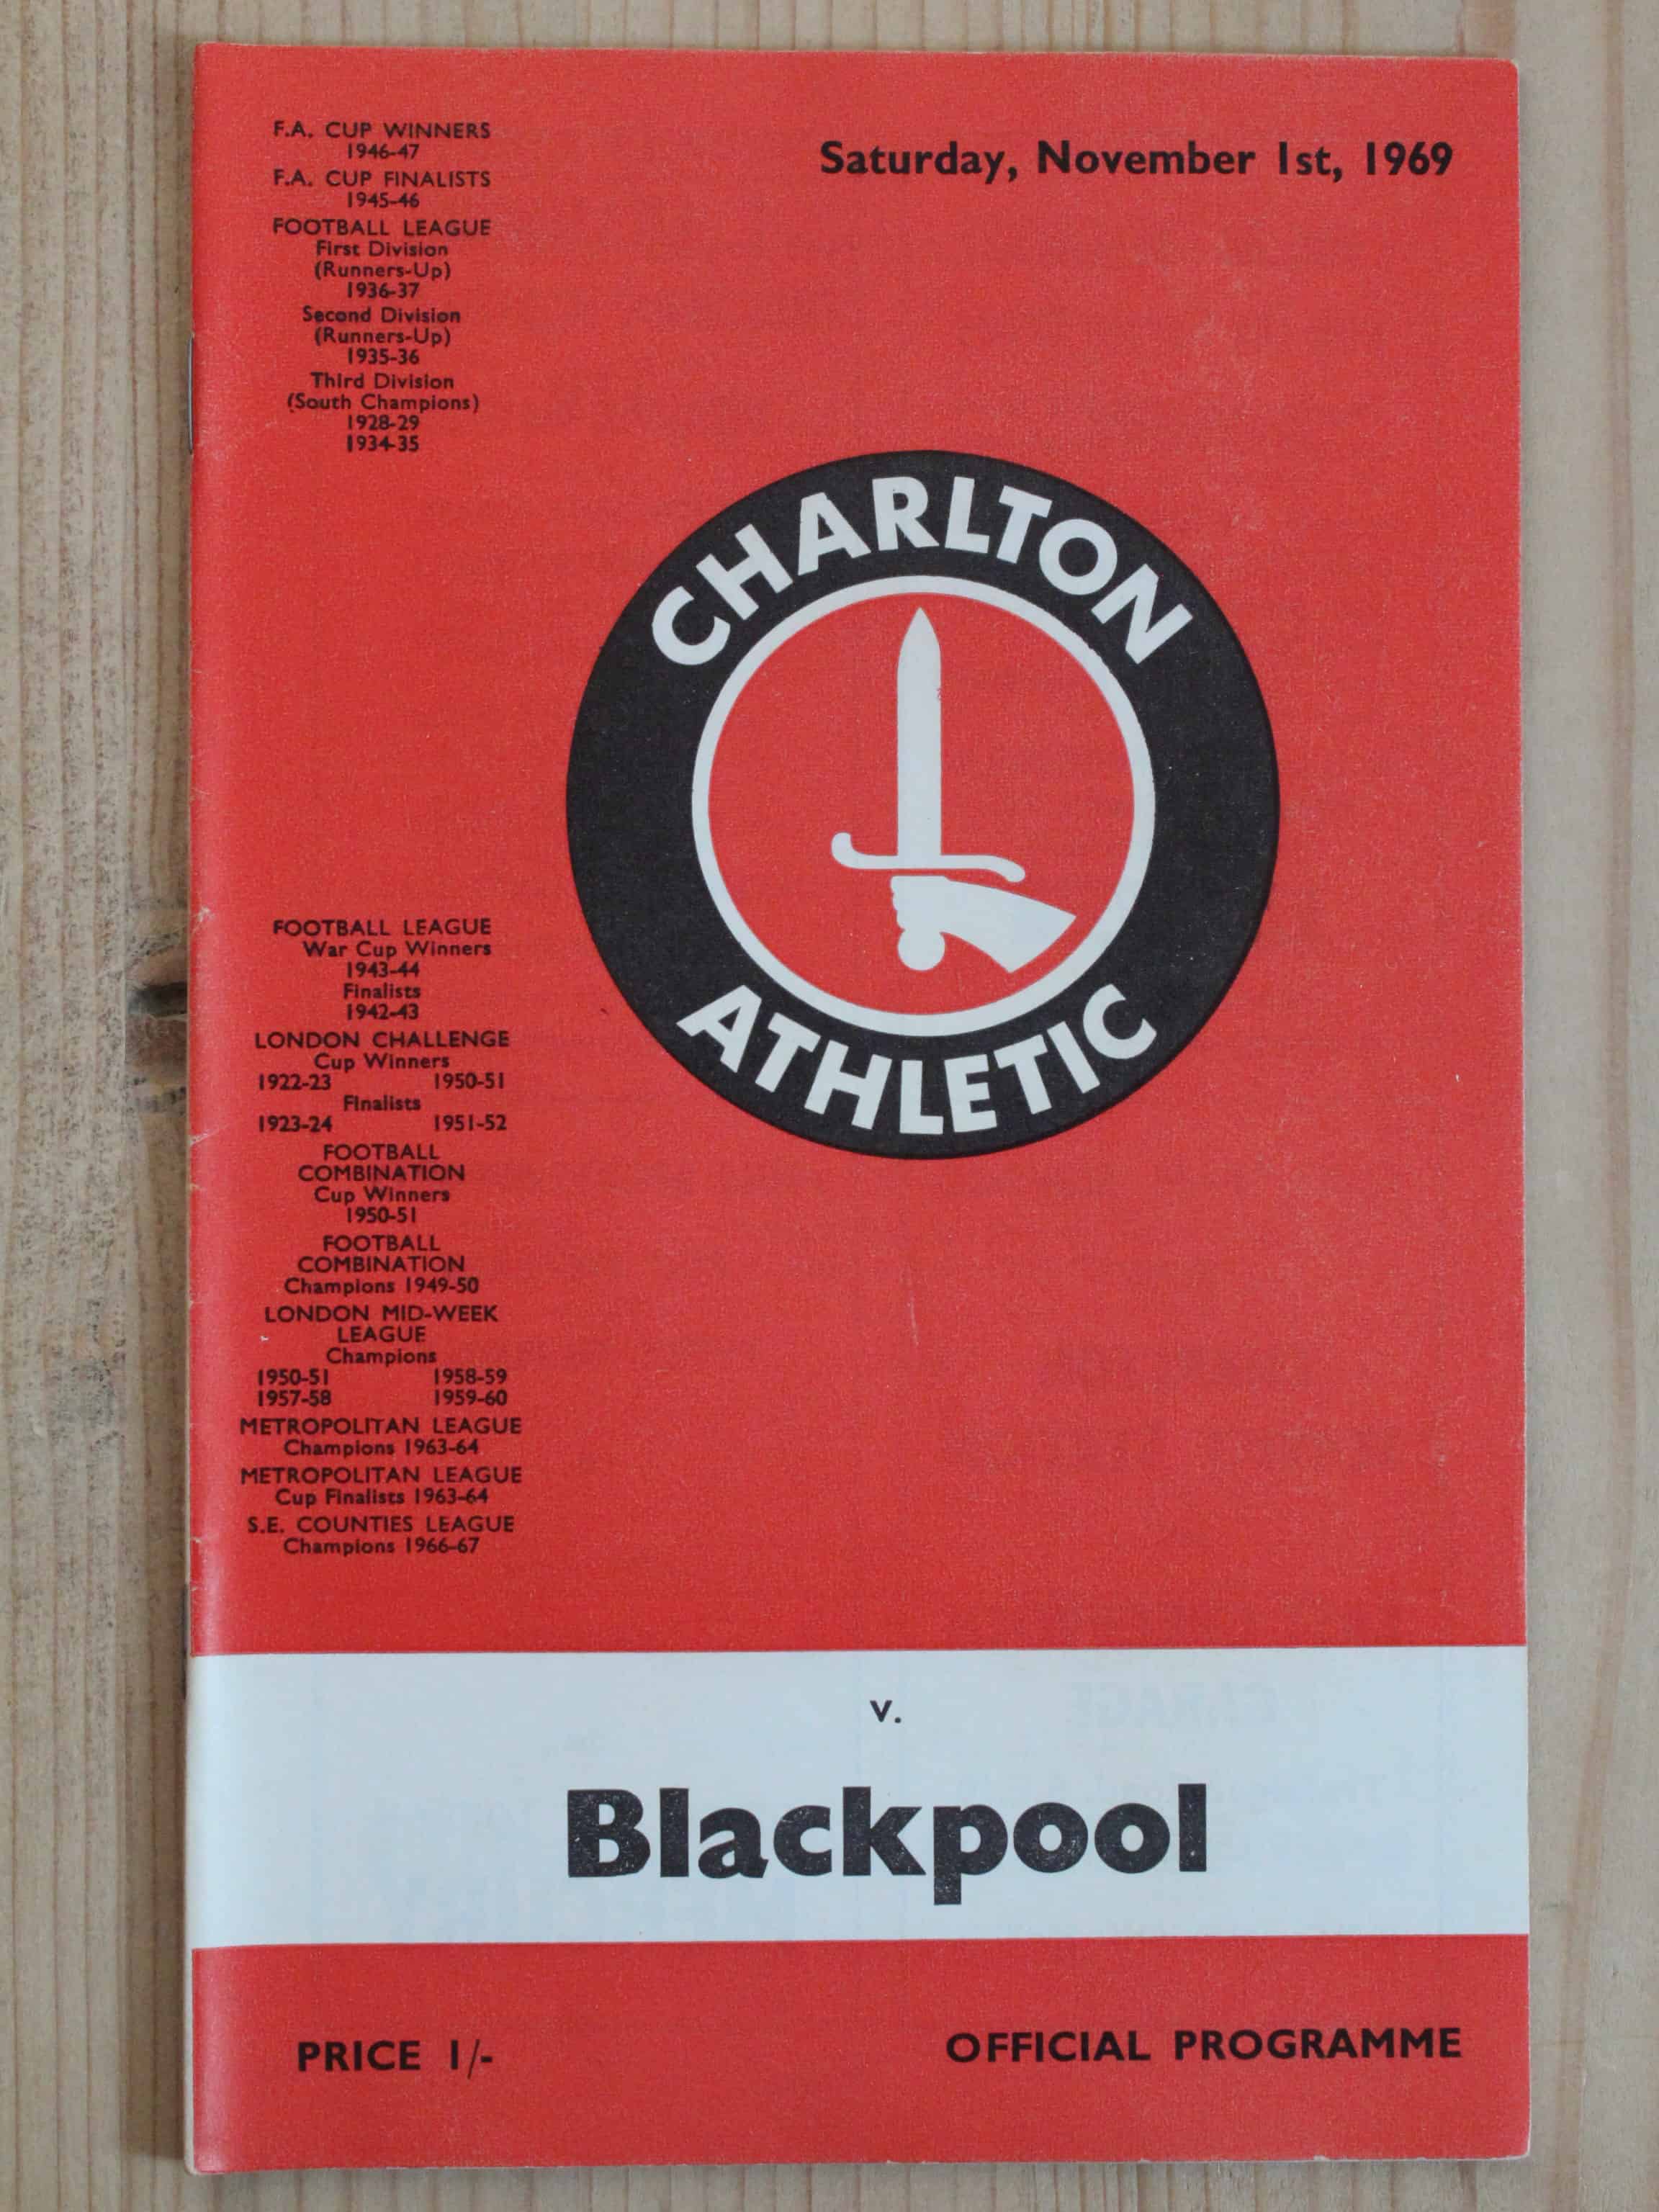 F.A. CUP WINNERS
1946-47
F.A. CUP FINALISTS
1945-46
FOOTBALL LEAGUE
First Division
(Runners-Up)
1936-37
Second Division
(Runners-Up)
1935-36
Third Division
(South Champions)
1928-29
1934-35
Saturday, November 1st, 1969
CHARLTON
ATHLETIC
FOOTBALL LEAGUE
War Cup Winners
1943-44
Finalists
1942-43
LONDON CHALLENGE
Cup Winners
1922-23 1950-51
Finalists
1923-24 1951-52
FOOTBALL
COMBINATION
Cup Winners
1950-51
FOOTBALL
COMBINATION
Champions 1949-50
LONDON MID-WEEK
LEAGUE
Champions
1950-51 1958-59
1957-58 1959-60
METROPOLITAN LEAGUE
Champions 1963-64
METROPOLITAN LEAGUE
Cup Finalists 1963-64
S.E. COUNTIES LEAGUE
Champions 1966-67
v.
Blackpool
PRICE 1/-
OFFICIAL PROGRAMME